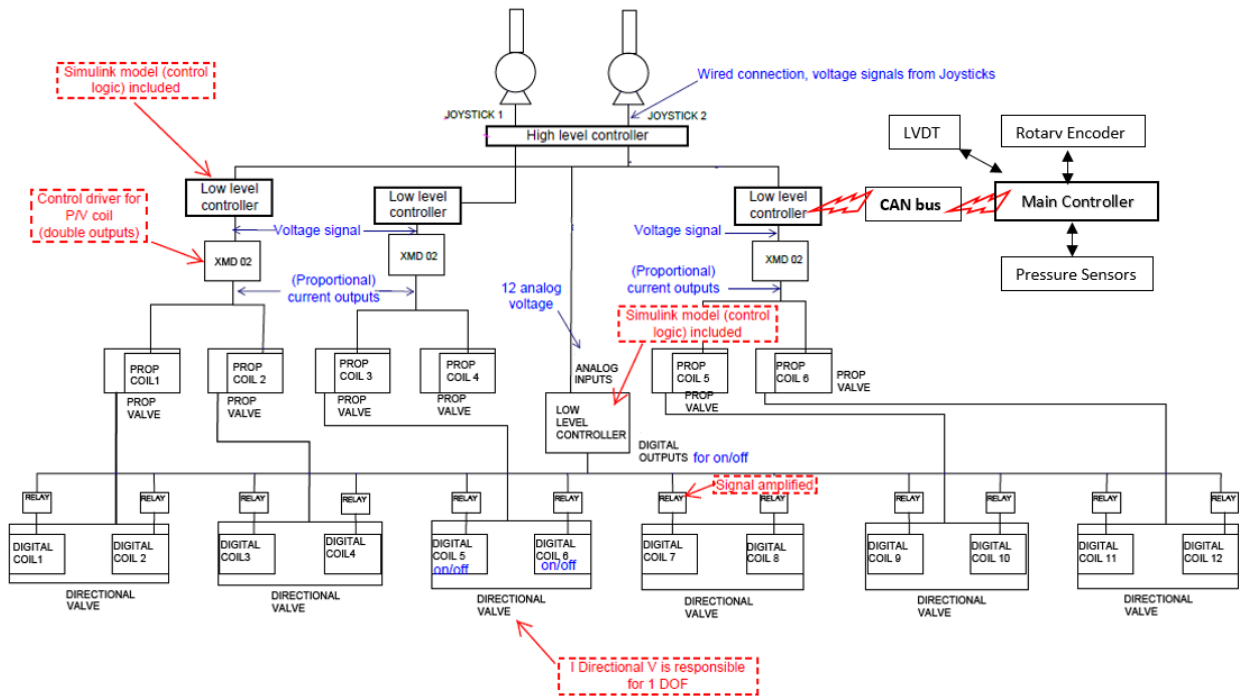 Simulink model (control
logic) included
Wired connection, voltage signals from Joysticks
JOYSTICK 1
JOYSTICK 2
High level controller
LVDT
Rotarv Encoder
Low level
controller
Low level
controller
Low level
controller
CAN bus
Main Controller
Control driver for
P/V coil
(double outputs)
Voltage signal
Voltage signal
XMD 02
XMD 02
XMD 02
Pressure Sensors
(Proportional)
current outputs
12 analog
voltage
(Proportional)
current outputs
Simulink model (control
logic) included
PROP
COIL1
PROP
COIL 2
PROP
COIL 3
PROP
COIL 4
ANALOG
INPUTS
PROP
COIL 5
PROP
COIL 6
PROP
VALVE
PROP
VALVE
PROP
VALVE
PROP
VALVE
PROP
VALVE
PROP
VALVE
LOW
LEVEL
CONTROLLER
DIGITAL
OUTPUTS for on/off
RELAY
RELAY
RELAY
RELAY
RELAY
RELAY
RELAY
Signal amplified
RELAY
RELAY
RELAY
RELAY
RELAY
DIGITAL
COIL1
DIGITAL
COIL 2
DIGITAL
COIL3
DIGITAL
COIL4
DIGITAL
COIL 5
on/off
DIGITAL
COIL 6
on/off
DIGITAL
COIL 7
DIGITAL
COIL 8
DIGITAL
COIL 9
DIGITAL
COIL 10
DIGITAL
COIL 11
DIGITAL
COIL 12
DIRECTIONAL
VALVE
DIRECTIONAL
VALVE
DIRECTIONAL
VALVE
DIRECTIONAL
VALVE
DIRECTIONAL
VALVE
DIRECTIONAL
VALVE
I Directional V is responsible
for 1 DOF